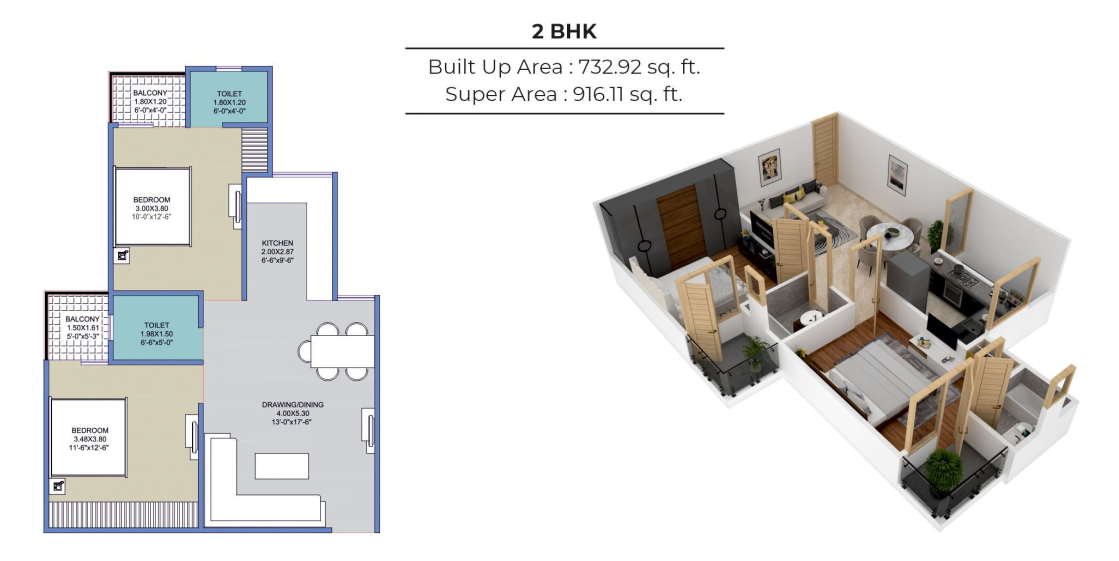 2 BHK
Built Up Area : 732.92 sq. ft.
Super Area : 916.11 sq. ft.
BALCONY
1.80X1.20
6'-0"x4'-0"
TOILET
1.80X1.20
6'-0"x4'-0"
BEDROOM
3.00X3.80
10'-0"x12'-6"
KITCHEN
2.00X2.87
6'-6"x9'-6"
BALCONY
1.50X1.61
5'-0"x5'-3"
TOILET
1.98X1.50
6'-6"x5'-0"
DRAWING/DINING
4.00X5.30
13'-0"x17'-6"
BEDROOM
3.48X3.80
11'-6"x12'-6"